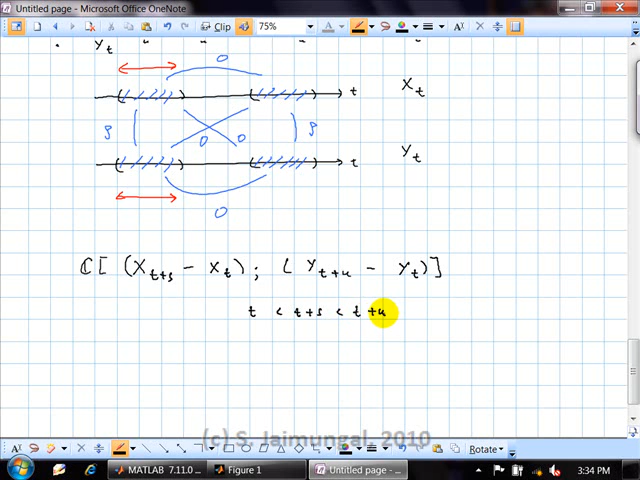 Untitled page - Microsoft Office OneNote
75%
Y_t " " "
0
t X_t
ρ 0 0 ρ
t Y_t
0
ℂ[ (X_{t+s} - X_t) ; ( Y_{t+u} - Y_t) ]
t < t+s < t+u
(c) S. Jaimungal, 2010
Rotate
MATLAB 7.11.0 Figure 1 Untitled page - ... 3:34 PM